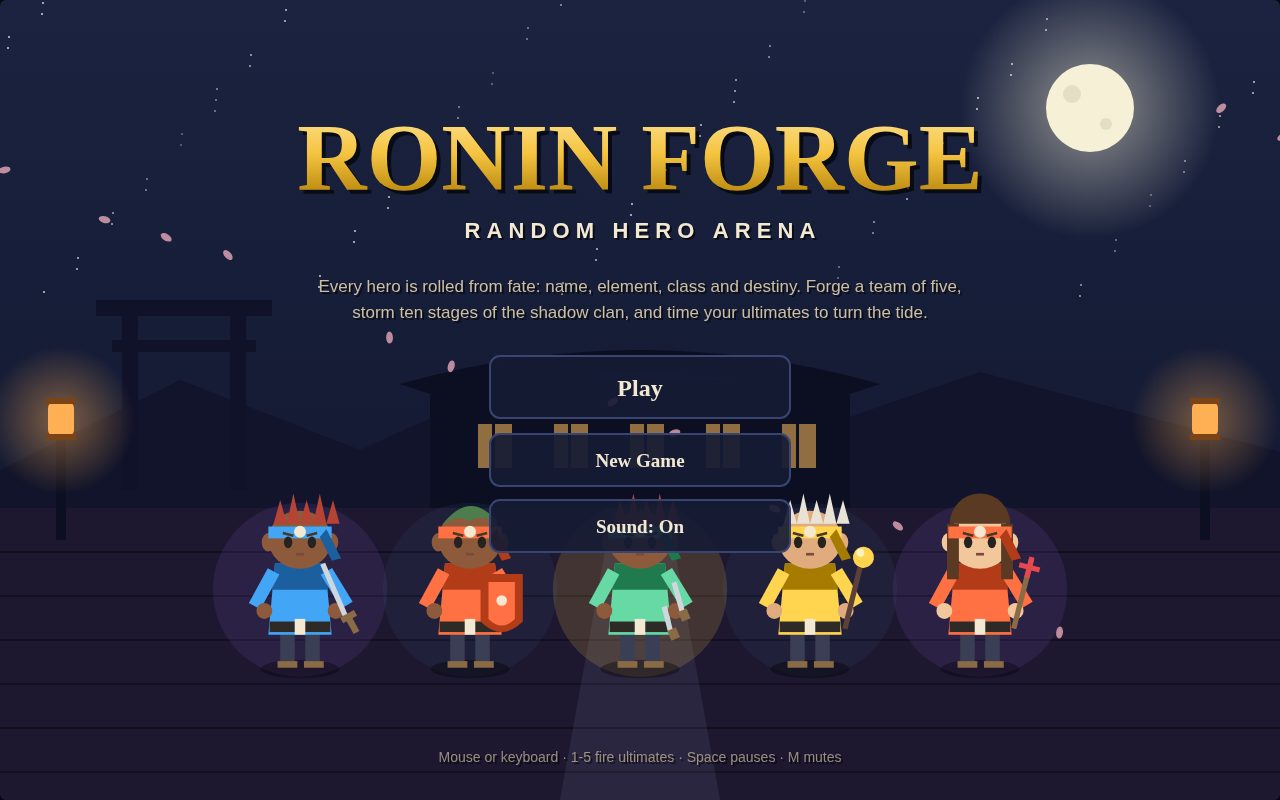 RONIN FORGE
RANDOM HERO ARENA
Every hero is rolled from fate: name, element, class and destiny. Forge a team of five,
storm ten stages of the shadow clan, and time your ultimates to turn the tide.
Play
New Game
Sound: On
Mouse or keyboard · 1-5 fire ultimates · Space pauses · M mutes